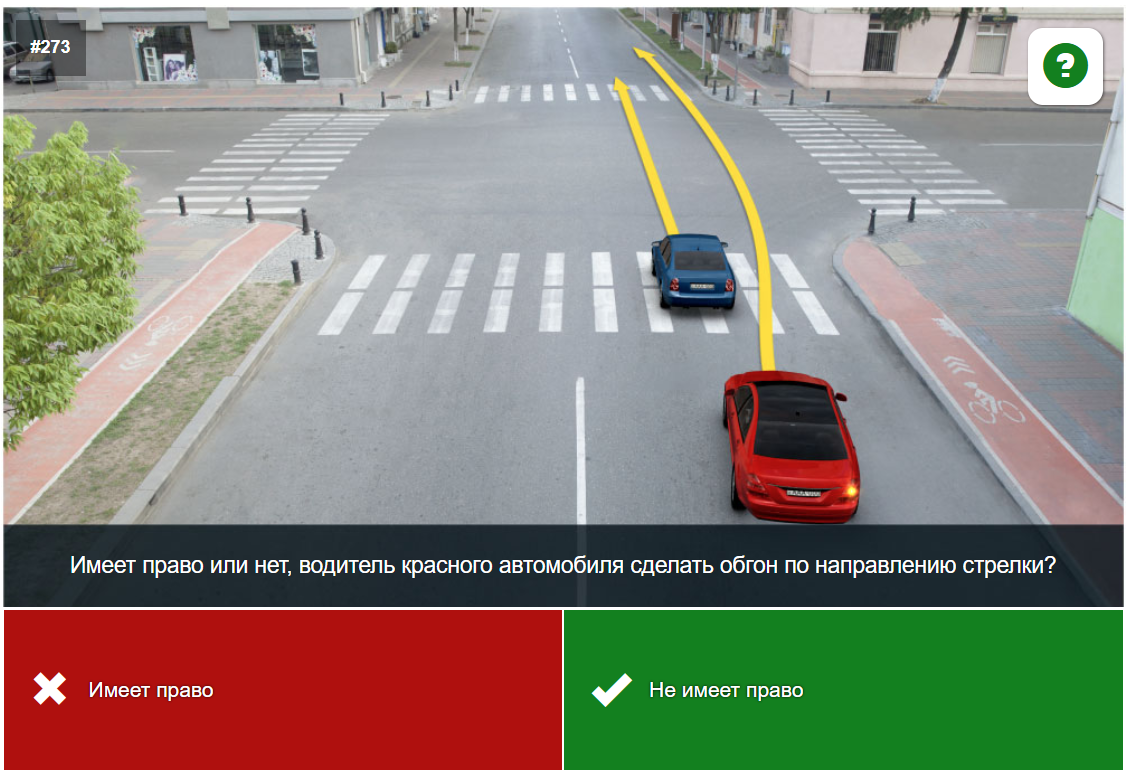 #273
?
Имеет право или нет, водитель красного автомобиля сделать обгон по направлению стрелки?
Имеет право
Не имеет право